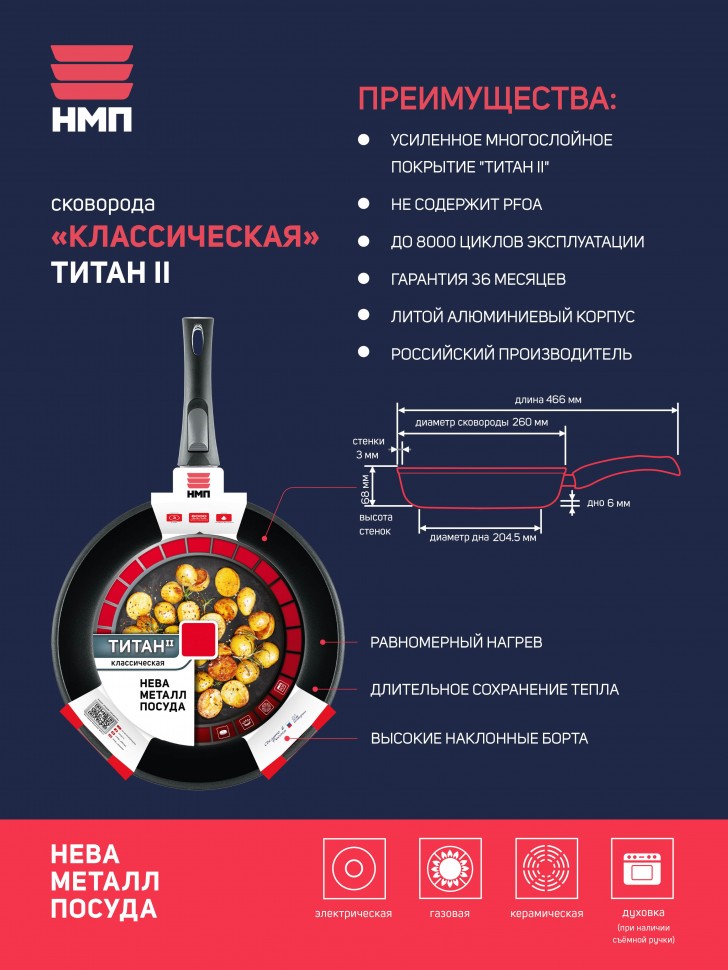 НМП
сковорода
«КЛАССИЧЕСКАЯ»
ТИТАН II
ПРЕИМУЩЕСТВА:
УСИЛЕННОЕ МНОГОСЛОЙНОЕ
ПОКРЫТИЕ "ТИТАН II"
НЕ СОДЕРЖИТ PFOA
ДО 8000 ЦИКЛОВ ЭКСПЛУАТАЦИИ
ГАРАНТИЯ 36 МЕСЯЦЕВ
ЛИТОЙ АЛЮМИНИЕВЫЙ КОРПУС
РОССИЙСКИЙ ПРОИЗВОДИТЕЛЬ
длина 466 мм
диаметр сковороды 260 мм
стенки
3 мм
68 мм
высота
стенок
дно 6 мм
диаметр дна 204.5 мм
НМП
ТИТАН II
классическая
НЕВА
МЕТАЛЛ
ПОСУДА
РАВНОМЕРНЫЙ НАГРЕВ
ДЛИТЕЛЬНОЕ СОХРАНЕНИЕ ТЕПЛА
ВЫСОКИЕ НАКЛОННЫЕ БОРТА
НЕВА
МЕТАЛЛ
ПОСУДА
электрическая
газовая
керамическая
духовка
(при наличии
съёмной ручки)